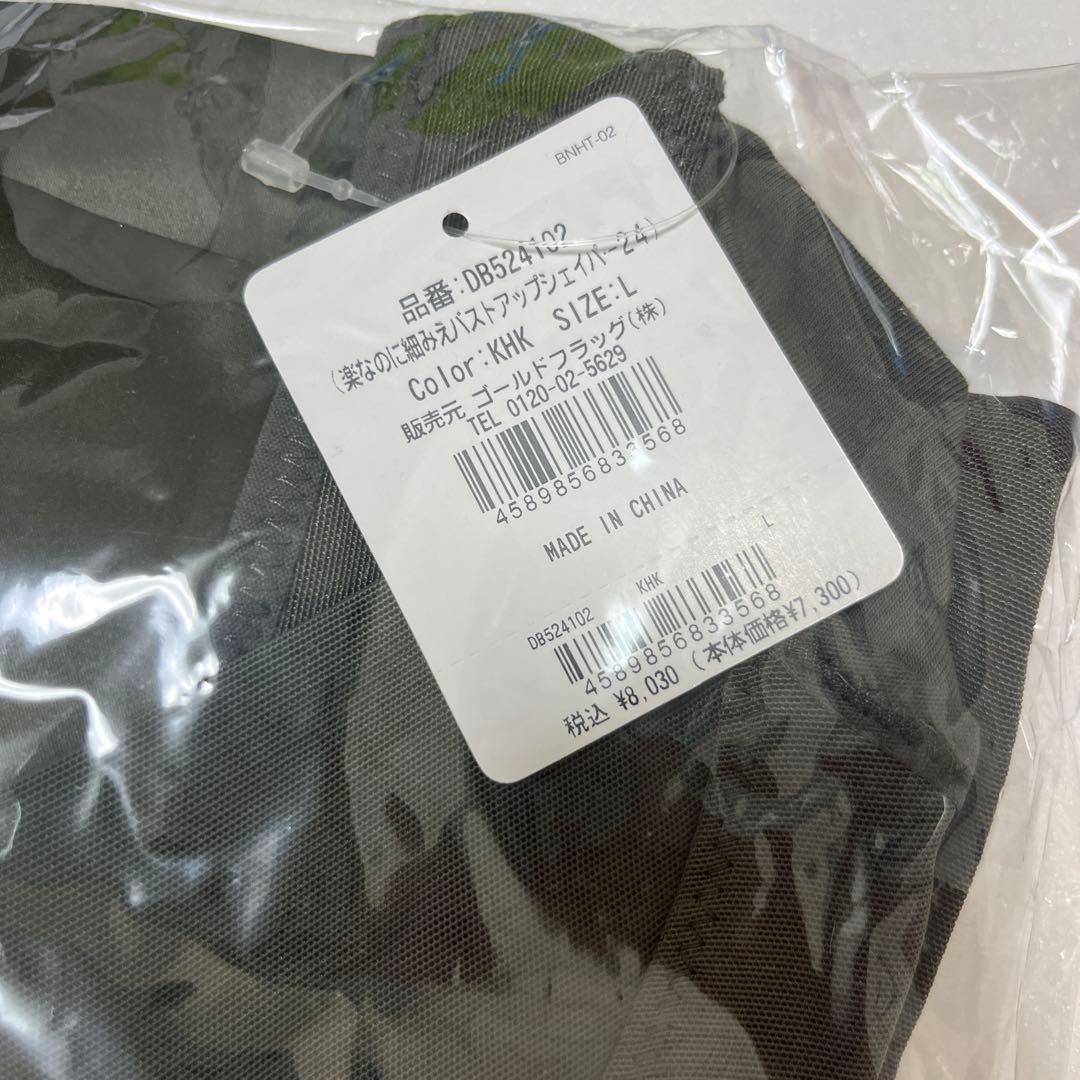 BNHT-02
品番:DB524102
(楽なのに細みえバストアップシェイパー24)
Color:KHK SIZE:L
販売元 ゴールドフラッグ(株)
TEL 0120-02-5629
4589856833568
MADE IN CHINA
DB524102 KHK L
4589856833568
税込 ¥8,030 (本体価格¥7,300)